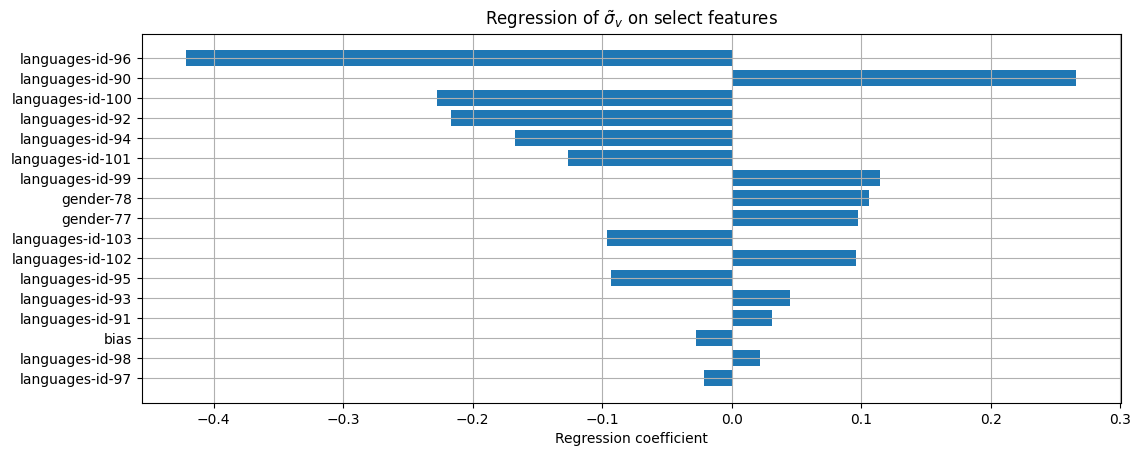 Regression of σ̃ᵥ on select features
languages-id-96
languages-id-90
languages-id-100
languages-id-92
languages-id-94
languages-id-101
languages-id-99
gender-78
gender-77
languages-id-103
languages-id-102
languages-id-95
languages-id-93
languages-id-91
bias
languages-id-98
languages-id-97
−0.4 −0.3 −0.2 −0.1 0.0 0.1 0.2 0.3
Regression coefficient